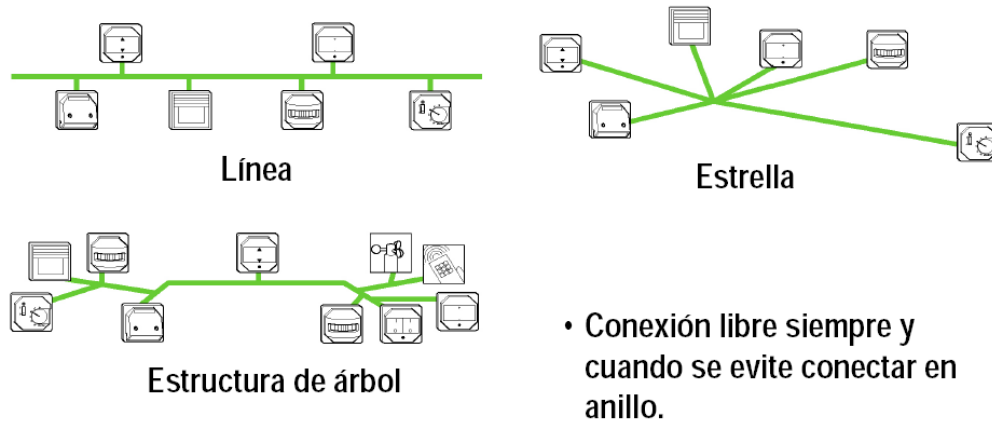 Línea
Estrella
Estructura de árbol
• Conexión libre siempre y
cuando se evite conectar en
anillo.